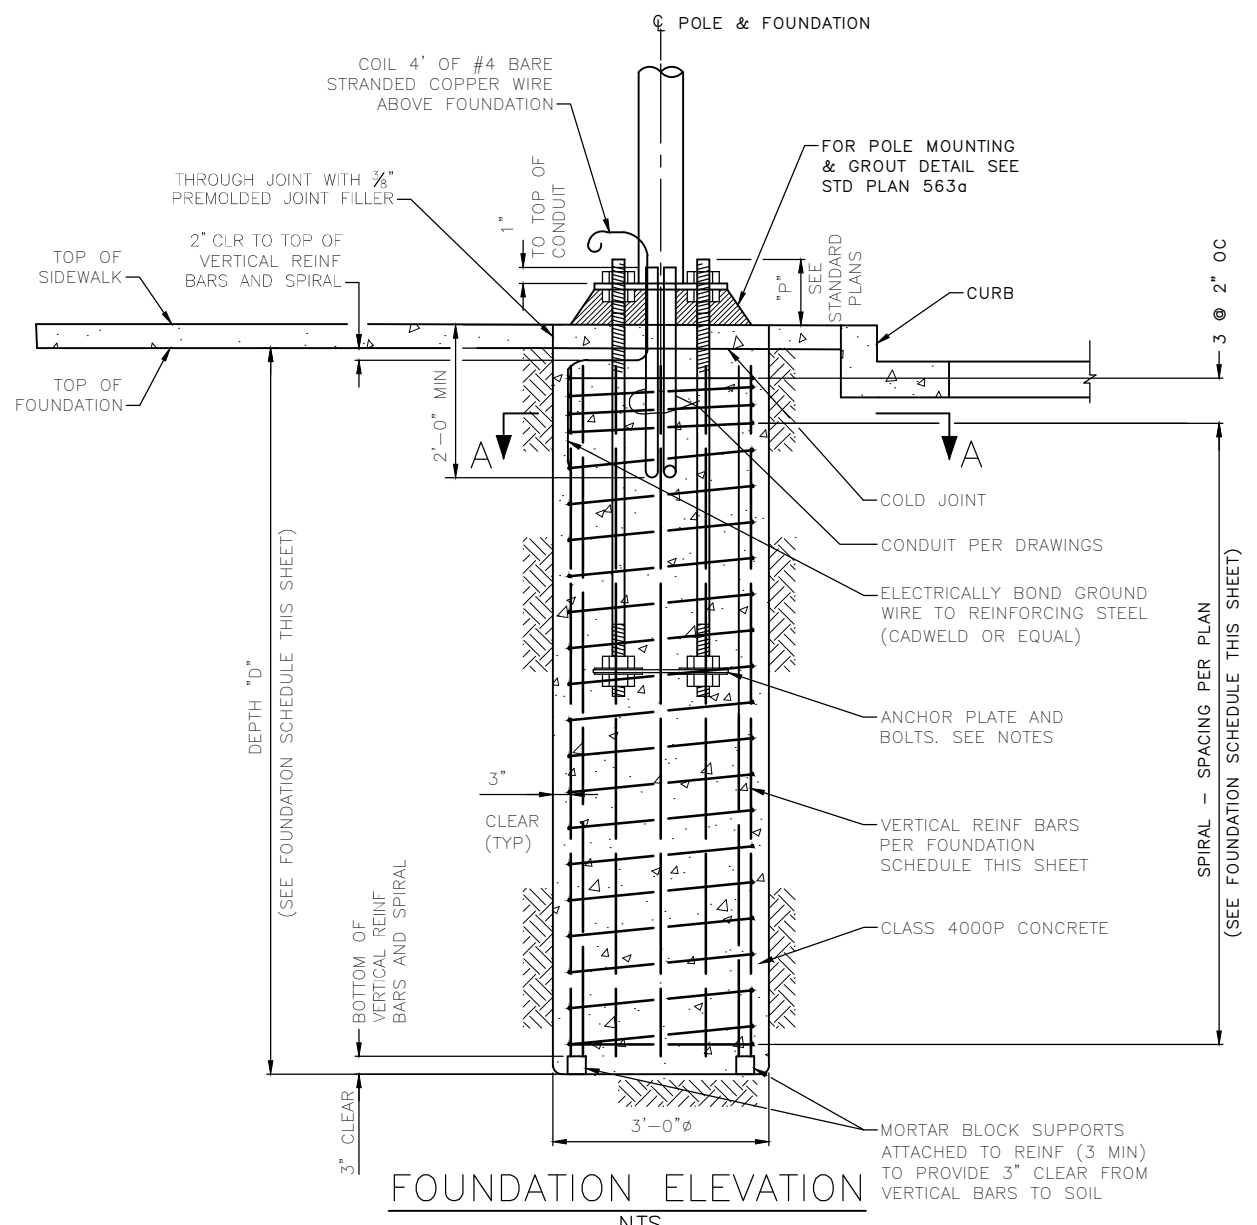 ℄ POLE & FOUNDATION
COIL 4' OF #4 BARE
STRANDED COPPER WIRE
ABOVE FOUNDATION
FOR POLE MOUNTING
& GROUT DETAIL SEE
STD PLAN 563a
THROUGH JOINT WITH 3/8"
PREMOLDED JOINT FILLER
1"
TO TOP OF
CONDUIT
2" CLR TO TOP OF
VERTICAL REINF
BARS AND SPIRAL
TOP OF
SIDEWALK
"P"
SEE
STANDARD
PLANS
CURB
3 @ 2" OC
TOP OF
FOUNDATION
2'-0" MIN
A
A
COLD JOINT
CONDUIT PER DRAWINGS
ELECTRICALLY BOND GROUND
WIRE TO REINFORCING STEEL
(CADWELD OR EQUAL)
DEPTH "D"
(SEE FOUNDATION SCHEDULE THIS SHEET)
SPIRAL - SPACING PER PLAN
(SEE FOUNDATION SCHEDULE THIS SHEET)
ANCHOR PLATE AND
BOLTS. SEE NOTES
3"
CLEAR
(TYP)
VERTICAL REINF BARS
PER FOUNDATION
SCHEDULE THIS SHEET
BOTTOM OF
VERTICAL REINF
BARS AND SPIRAL
CLASS 4000P CONCRETE
3" CLEAR
3'-0"ø
MORTAR BLOCK SUPPORTS
ATTACHED TO REINF (3 MIN)
TO PROVIDE 3" CLEAR FROM
VERTICAL BARS TO SOIL
FOUNDATION ELEVATION
NTS